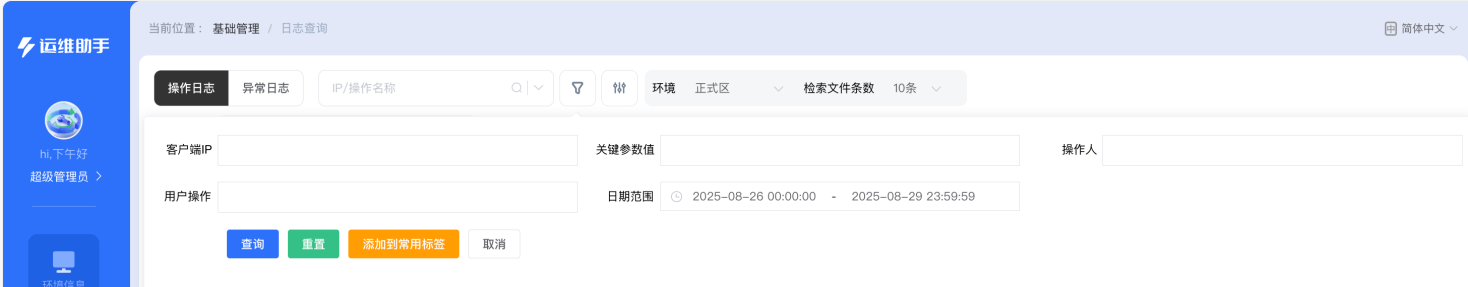 运维助手
当前位置： 基础管理 / 日志查询
简体中文
操作日志 异常日志 IP/操作名称 环境 正式区 检索文件条数 10条
hi,下午好
超级管理员
客户端IP 关键参数值 操作人
用户操作 日期范围 2025-08-26 00:00:00 - 2025-08-29 23:59:59
查询 重置 添加到常用标签 取消
环境信息